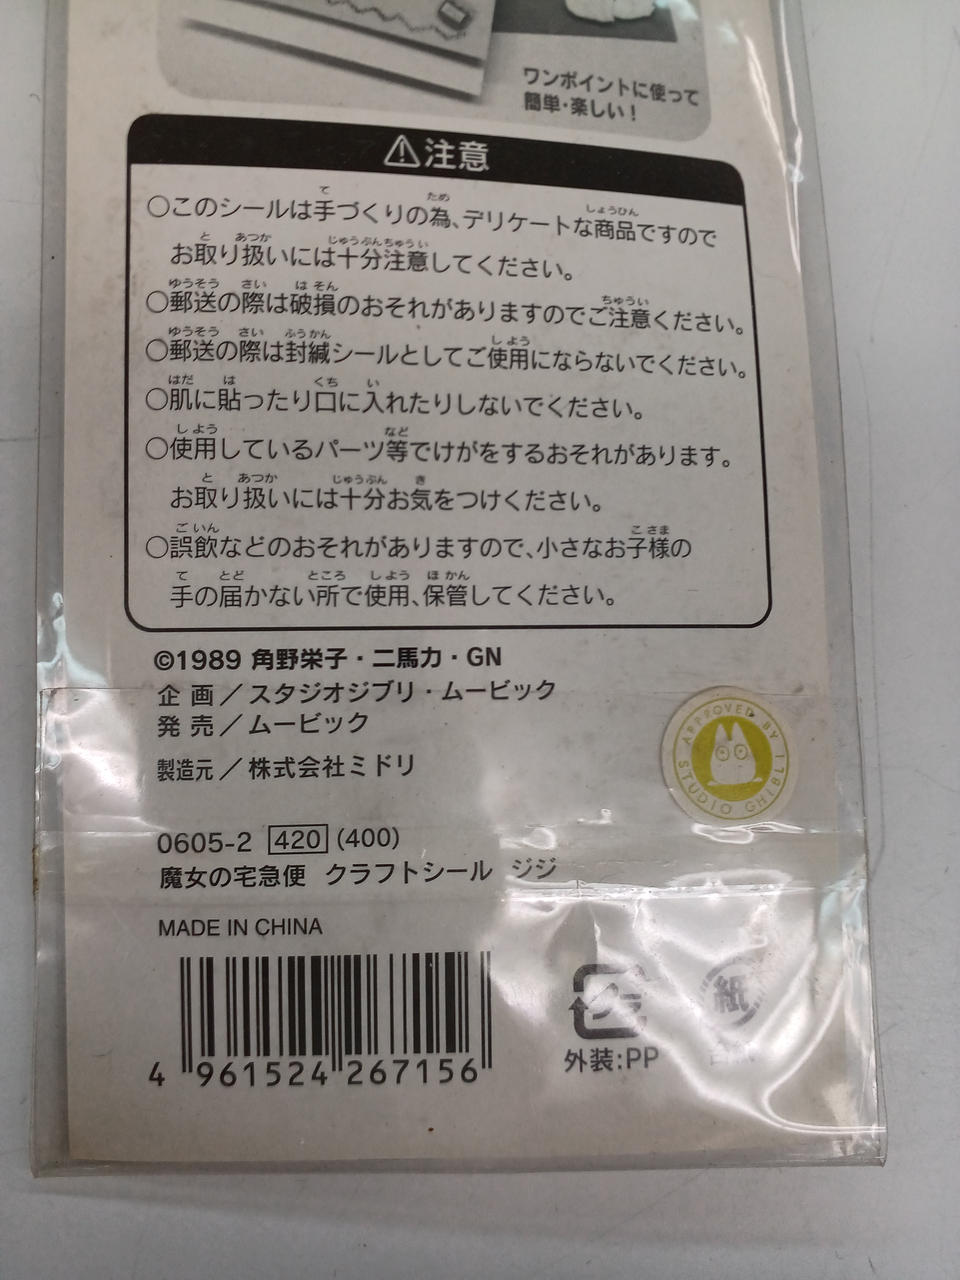 ワンポイントに使って
簡単・楽しい!
注意
○このシールは手づくりの為、デリケートな商品ですので
お取り扱いには十分注意してください。
○郵送の際は破損のおそれがありますのでご注意ください。
○郵送の際は封緘シールとしてご使用にならないでください。
○肌に貼ったり口に入れたりしないでください。
○使用しているパーツ等でけがをするおそれがあります。
お取り扱いには十分お気をつけください。
○誤飲などのおそれがありますので、小さなお子様の
手の届かない所で使用、保管してください。
©1989 角野栄子・二馬力・GN
企 画／スタジオジブリ・ムービック
発 売／ムービック
製造元／株式会社ミドリ
APPROVED BY STUDIO GHIBLI
0605-2 420 (400)
魔女の宅急便 クラフトシール ジジ
MADE IN CHINA
4 961524 267156
プラ
外装:PP
紙
台紙